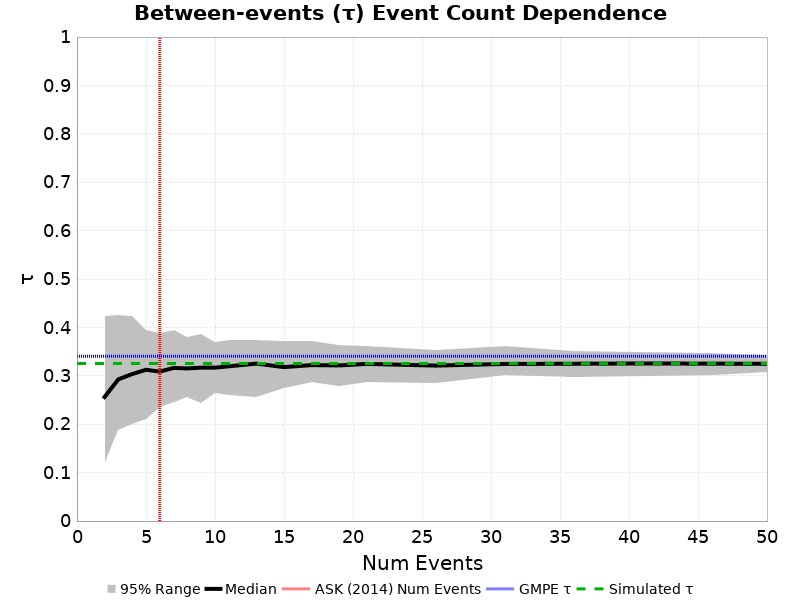 Between-events (τ) Event Count Dependence
1
0.9
0.8
0.7
0.6
0.5
0.4
0.3
0.2
0.1
0
τ
0 5 10 15 20 25 30 35 40 45 50
Num Events
95% Range Median ASK (2014) Num Events GMPE τ Simulated τ